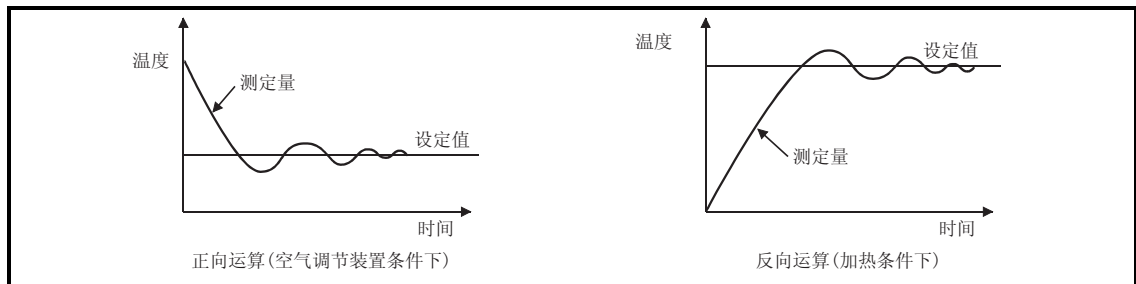 温度
测定量
设定值
时间
正向运算(空气调节装置条件下)
温度
设定值
测定量
时间
反向运算(加热条件下)